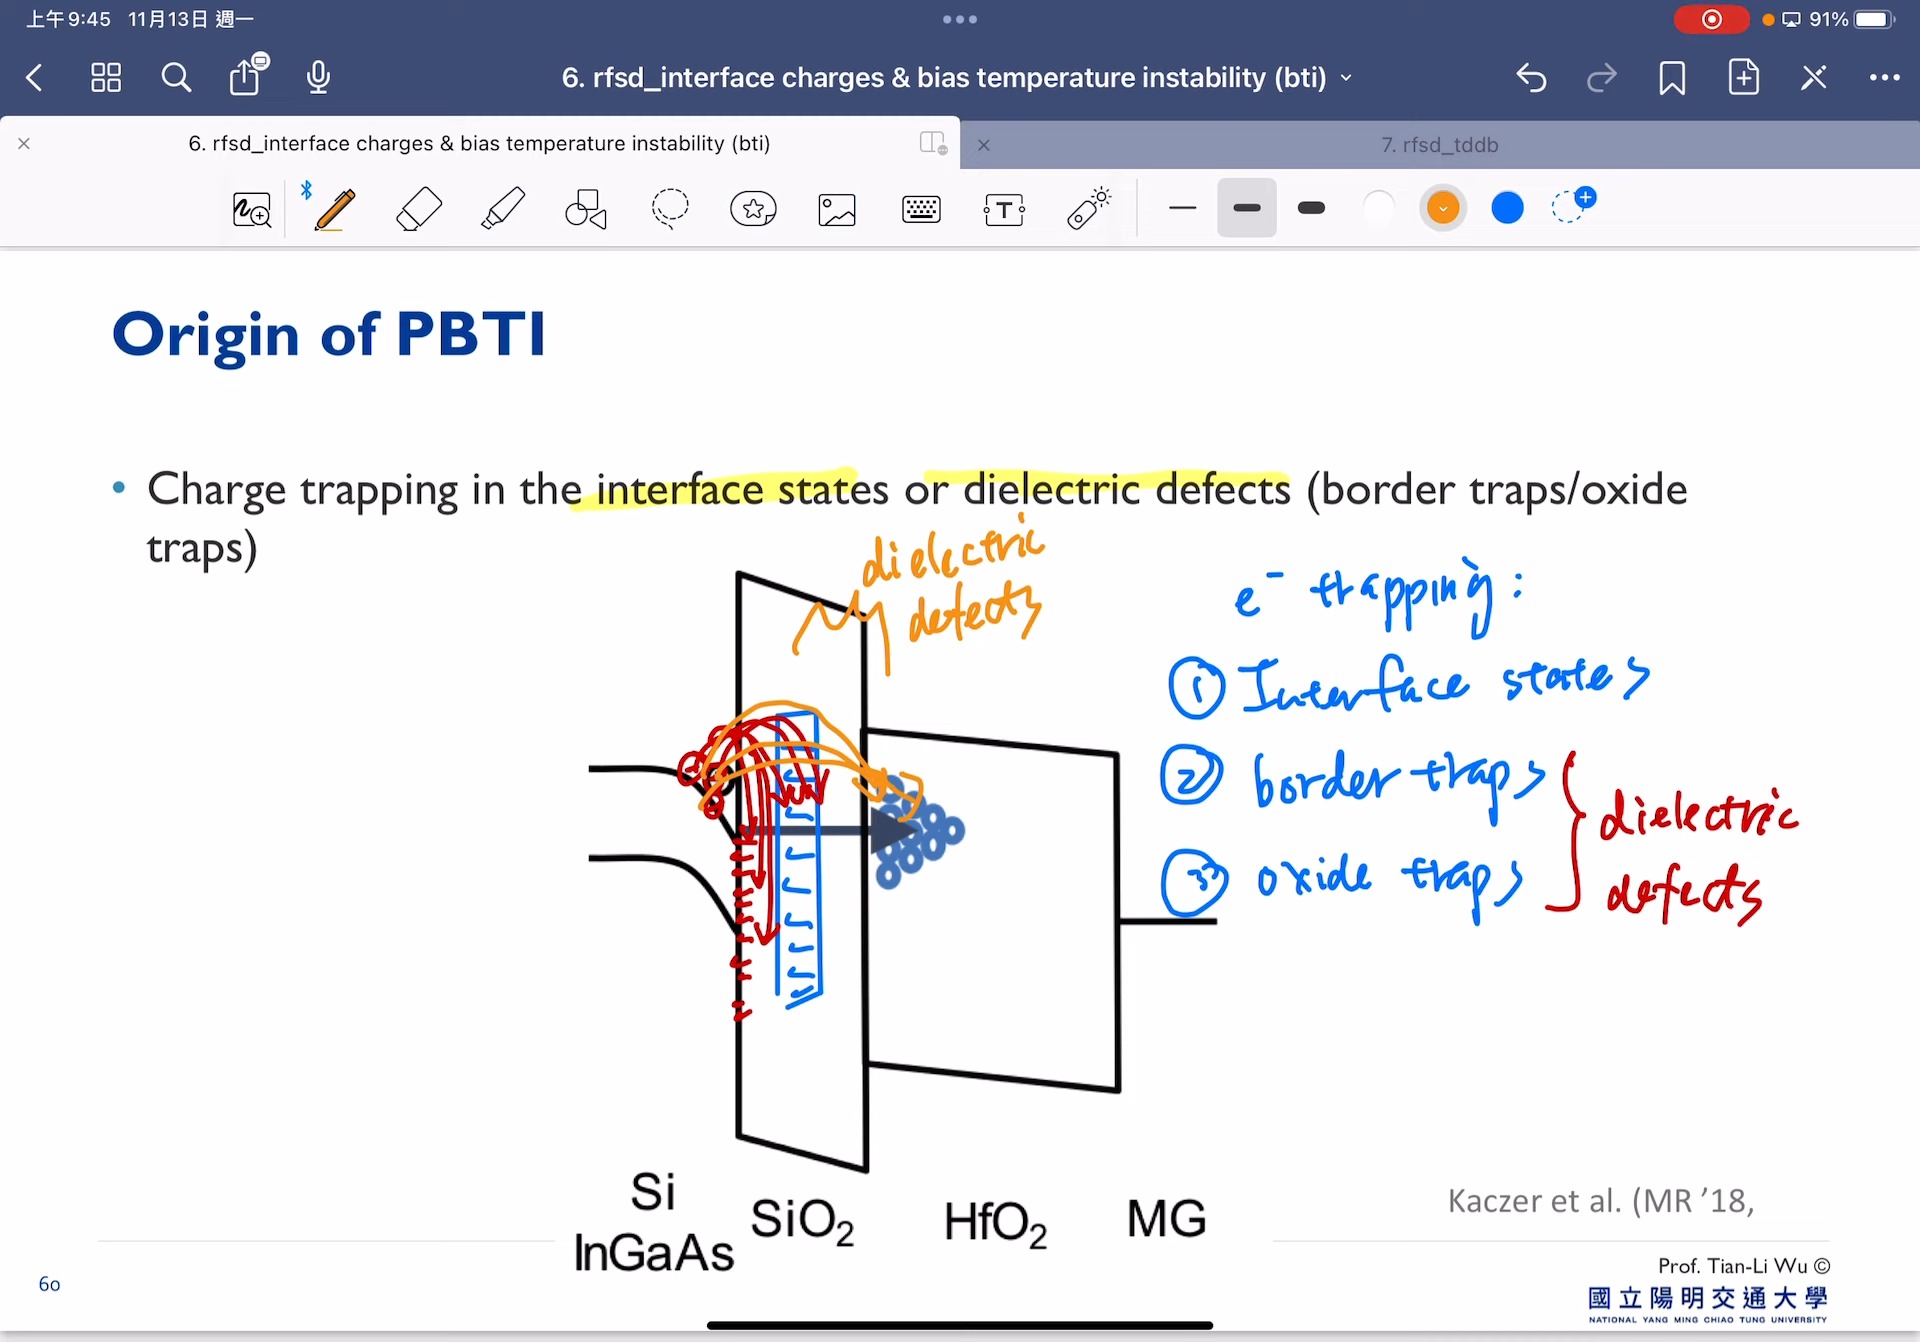 上午9:45 11月13日 週一
91%
6. rfsd_interface charges & bias temperature instability (bti)
6. rfsd_interface charges & bias temperature instability (bti)
7. rfsd_tddb
Origin of PBTI
• Charge trapping in the interface states or dielectric defects (border traps/oxide
traps)
dielectric
defects
e⁻ trapping:
① Interface states
② border traps
③ oxide traps
dielectric
defects
Si
InGaAs
SiO₂
HfO₂
MG
Kaczer et al. (MR ’18,
Prof. Tian-Li Wu ©
60
國立陽明交通大學
NATIONAL YANG MING CHIAO TUNG UNIVERSITY